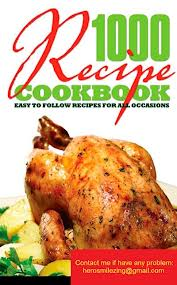 1000
Recipe
COOKBOOK
EASY TO FOLLOW RECIPES FOR ALL OCCASIONS
Contact me if have any problem:
herosmilezing@gmail.com